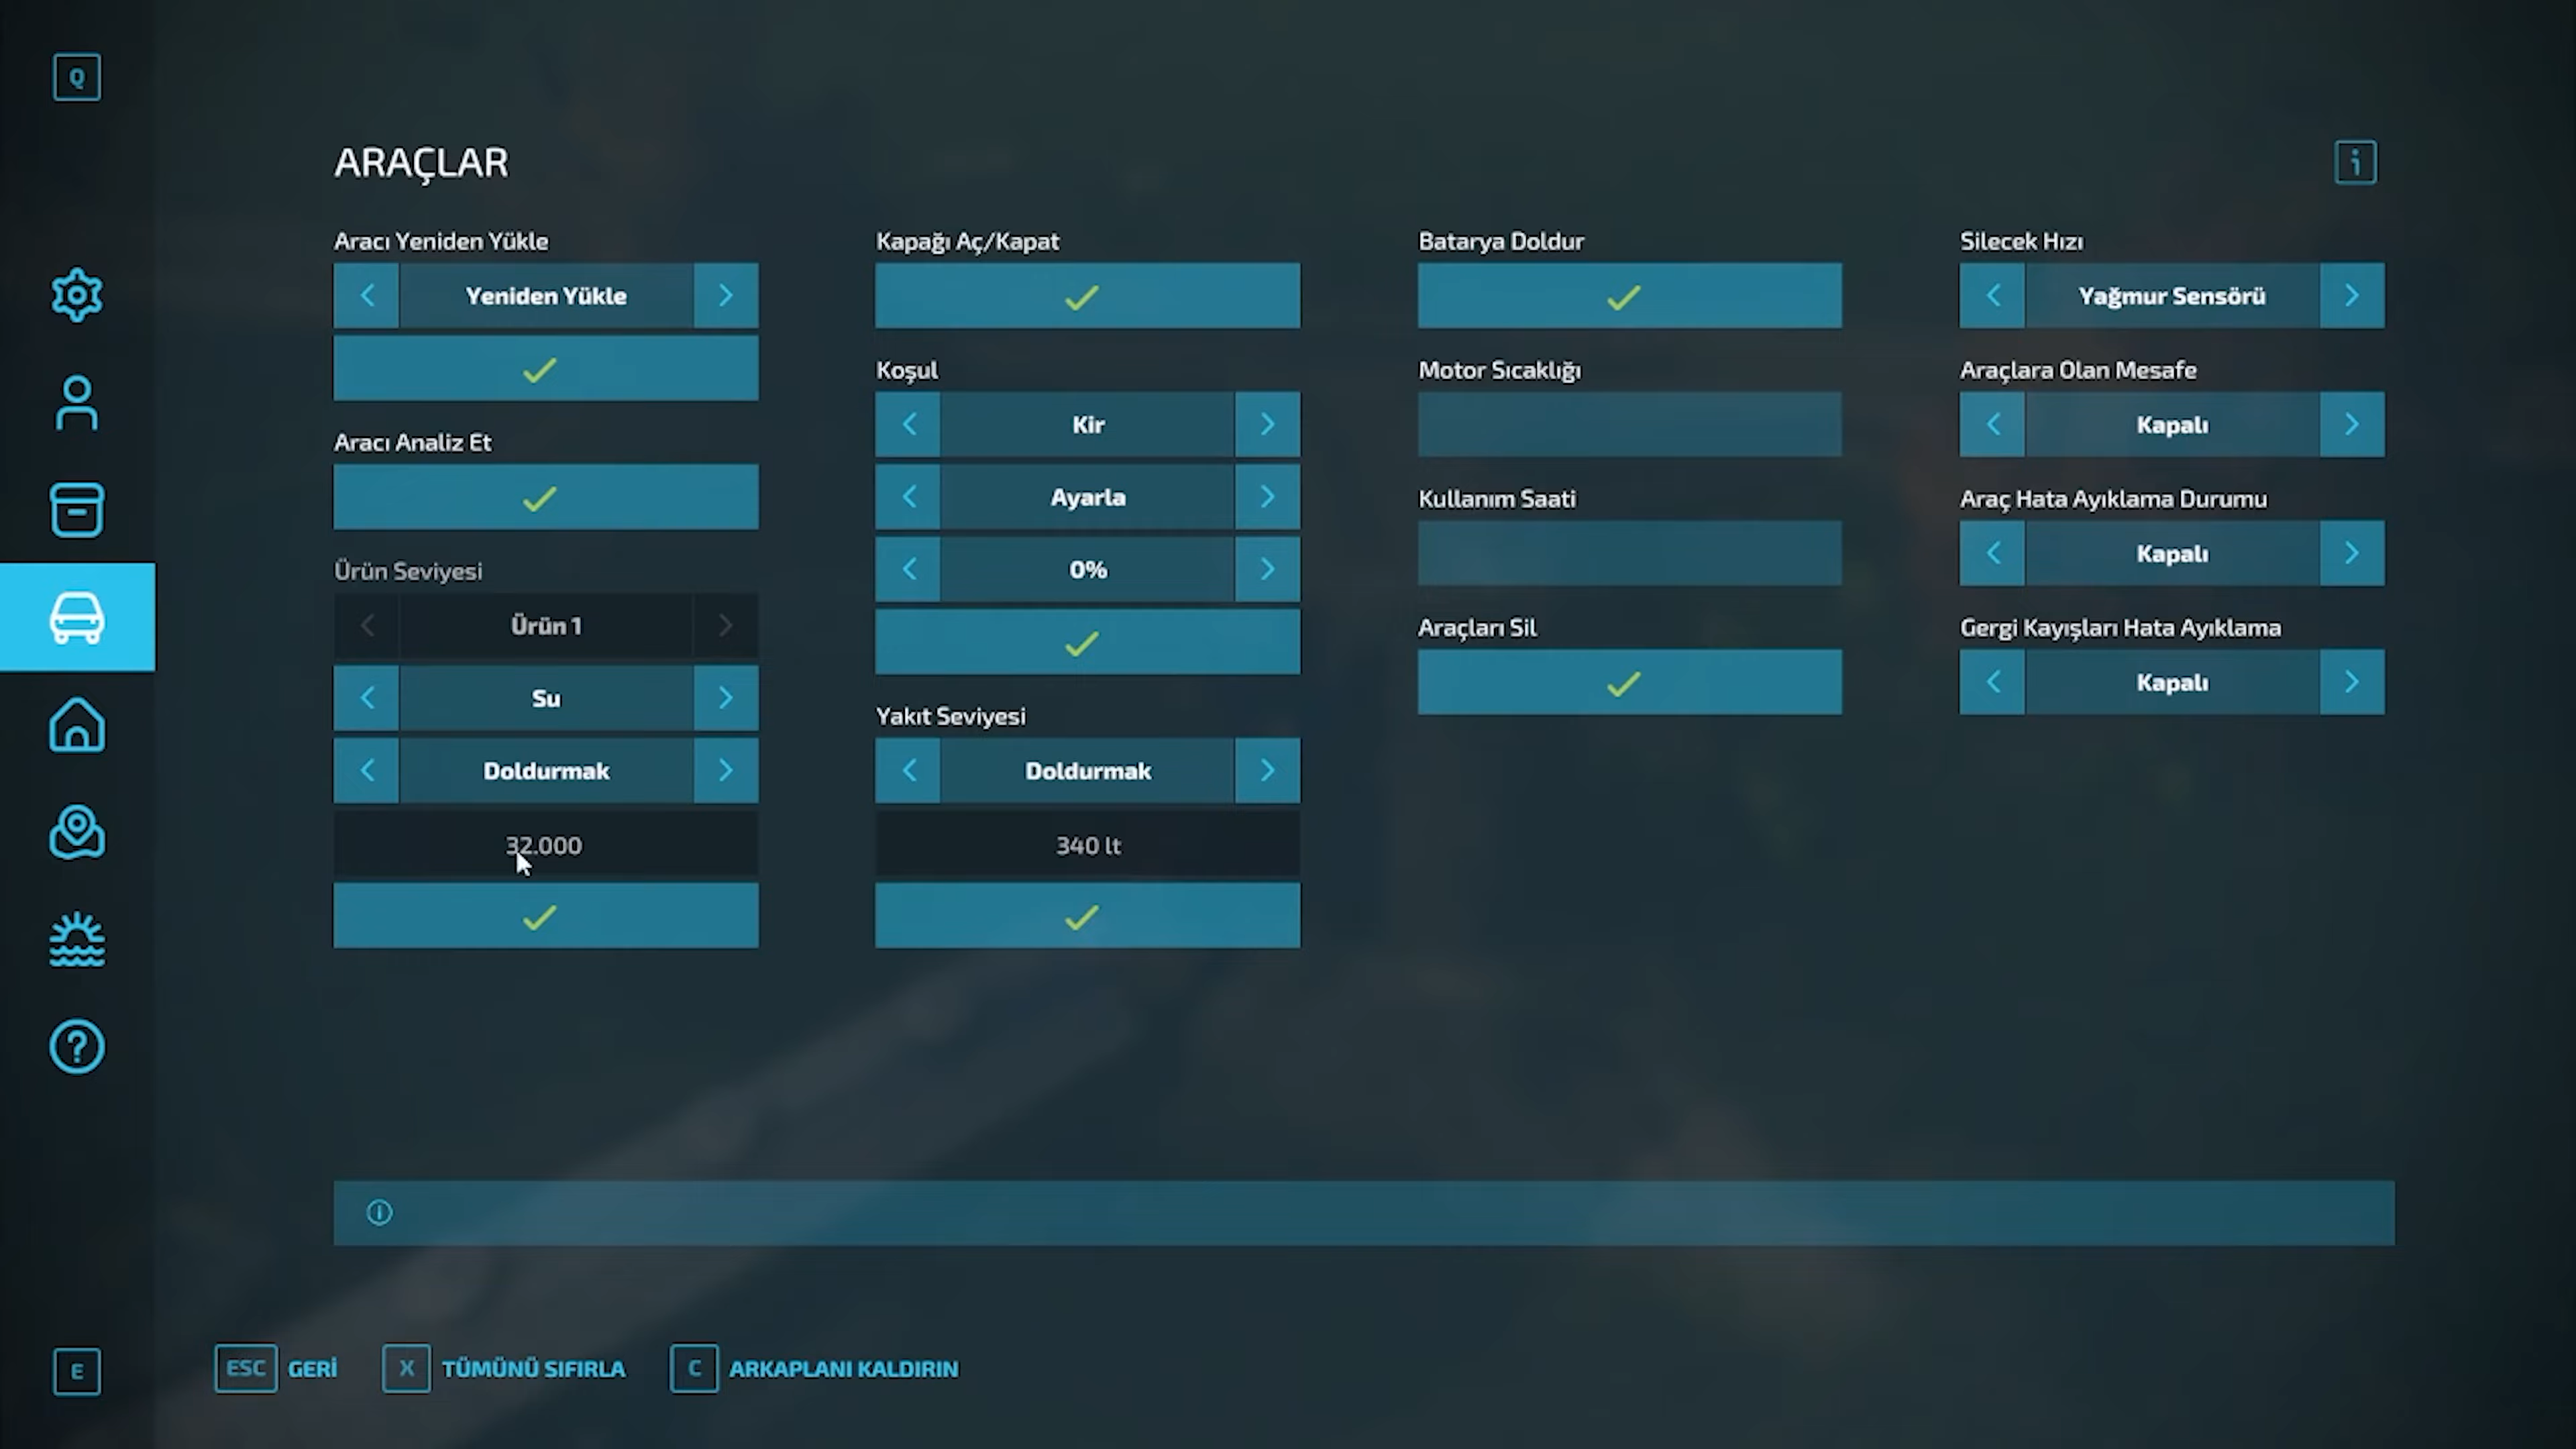 Q
ARAÇLAR
Aracı Yeniden Yükle
Yeniden Yükle
Aracı Analiz Et
Ürün Seviyesi
Ürün 1
Su
Doldurmak
32.000
Kapağı Aç/Kapat
Koşul
Kir
Ayarla
0%
Yakıt Seviyesi
Doldurmak
340 lt
Batarya Doldur
Motor Sıcaklığı
Kullanım Saati
Araçları Sil
Silecek Hızı
Yağmur Sensörü
Araçlara Olan Mesafe
Kapalı
Araç Hata Ayıklama Durumu
Kapalı
Gergi Kayışları Hata Ayıklama
Kapalı
E
ESC GERİ X TÜMÜNÜ SIFIRLA C ARKAPLANI KALDIRIN